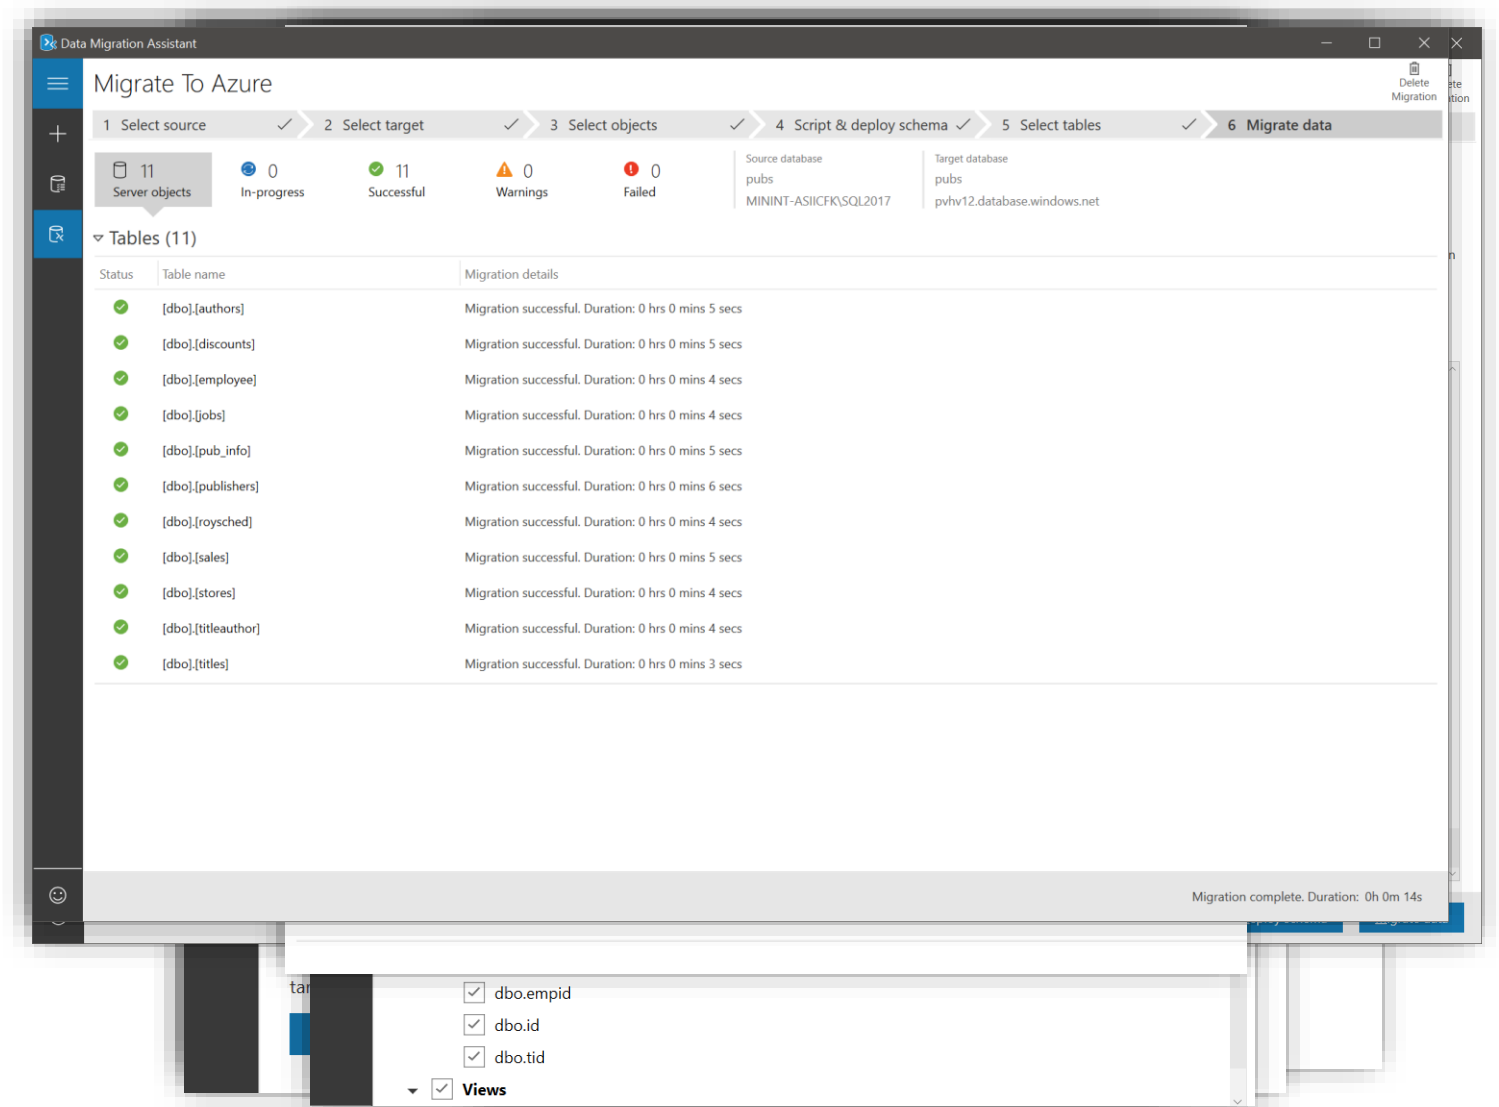 Data Migration Assistant
Migrate To Azure
Delete
Migration
ete
ation
1 Select source
2 Select target
3 Select objects
4 Script & deploy schema
5 Select tables
6 Migrate data
11
Server objects
0
In-progress
11
Successful
0
Warnings
0
Failed
Source database
pubs
MININT-ASIICFK\SQL2017
Target database
pubs
pvhv12.database.windows.net
Tables (11)
n
Status Table name Migration details
[dbo].[authors] Migration successful. Duration: 0 hrs 0 mins 5 secs
[dbo].[discounts] Migration successful. Duration: 0 hrs 0 mins 5 secs
[dbo].[employee] Migration successful. Duration: 0 hrs 0 mins 4 secs
[dbo].[jobs] Migration successful. Duration: 0 hrs 0 mins 4 secs
[dbo].[pub_info] Migration successful. Duration: 0 hrs 0 mins 5 secs
[dbo].[publishers] Migration successful. Duration: 0 hrs 0 mins 6 secs
[dbo].[roysched] Migration successful. Duration: 0 hrs 0 mins 4 secs
[dbo].[sales] Migration successful. Duration: 0 hrs 0 mins 5 secs
[dbo].[stores] Migration successful. Duration: 0 hrs 0 mins 4 secs
[dbo].[titleauthor] Migration successful. Duration: 0 hrs 0 mins 4 secs
[dbo].[titles] Migration successful. Duration: 0 hrs 0 mins 3 secs
Migration complete. Duration: 0h 0m 14s
tar
dbo.empid
dbo.id
dbo.tid
Views